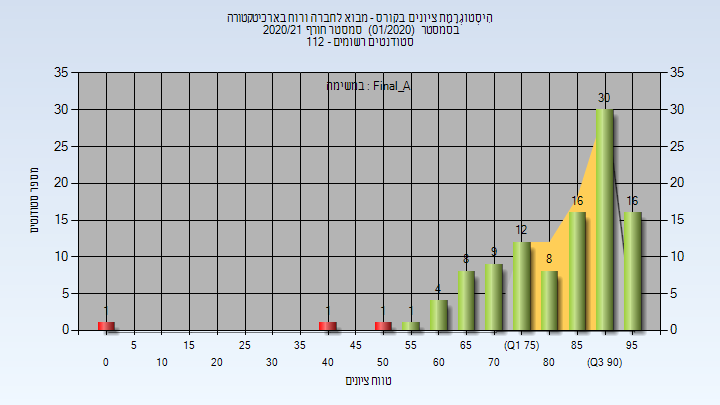 היסטוגרמת ציונים בקורס - מבוא לחברה ורוח בארכיטקטורה
בסמסטר (01/2020) סמסטר חורף 2020/21
סטודנטים רשומים - 112
במשימה : Final_A
35 35
30 30 30
25 25
20 20
15 16 16 15
12
10 8 9 8 10
5 4 5
0 1 1 1 1 0
מספר סטודנטים
5 15 25 35 45 55 65 (Q1 75) 85 95
0 10 20 30 40 50 60 70 80 (Q3 90)
טווח ציונים